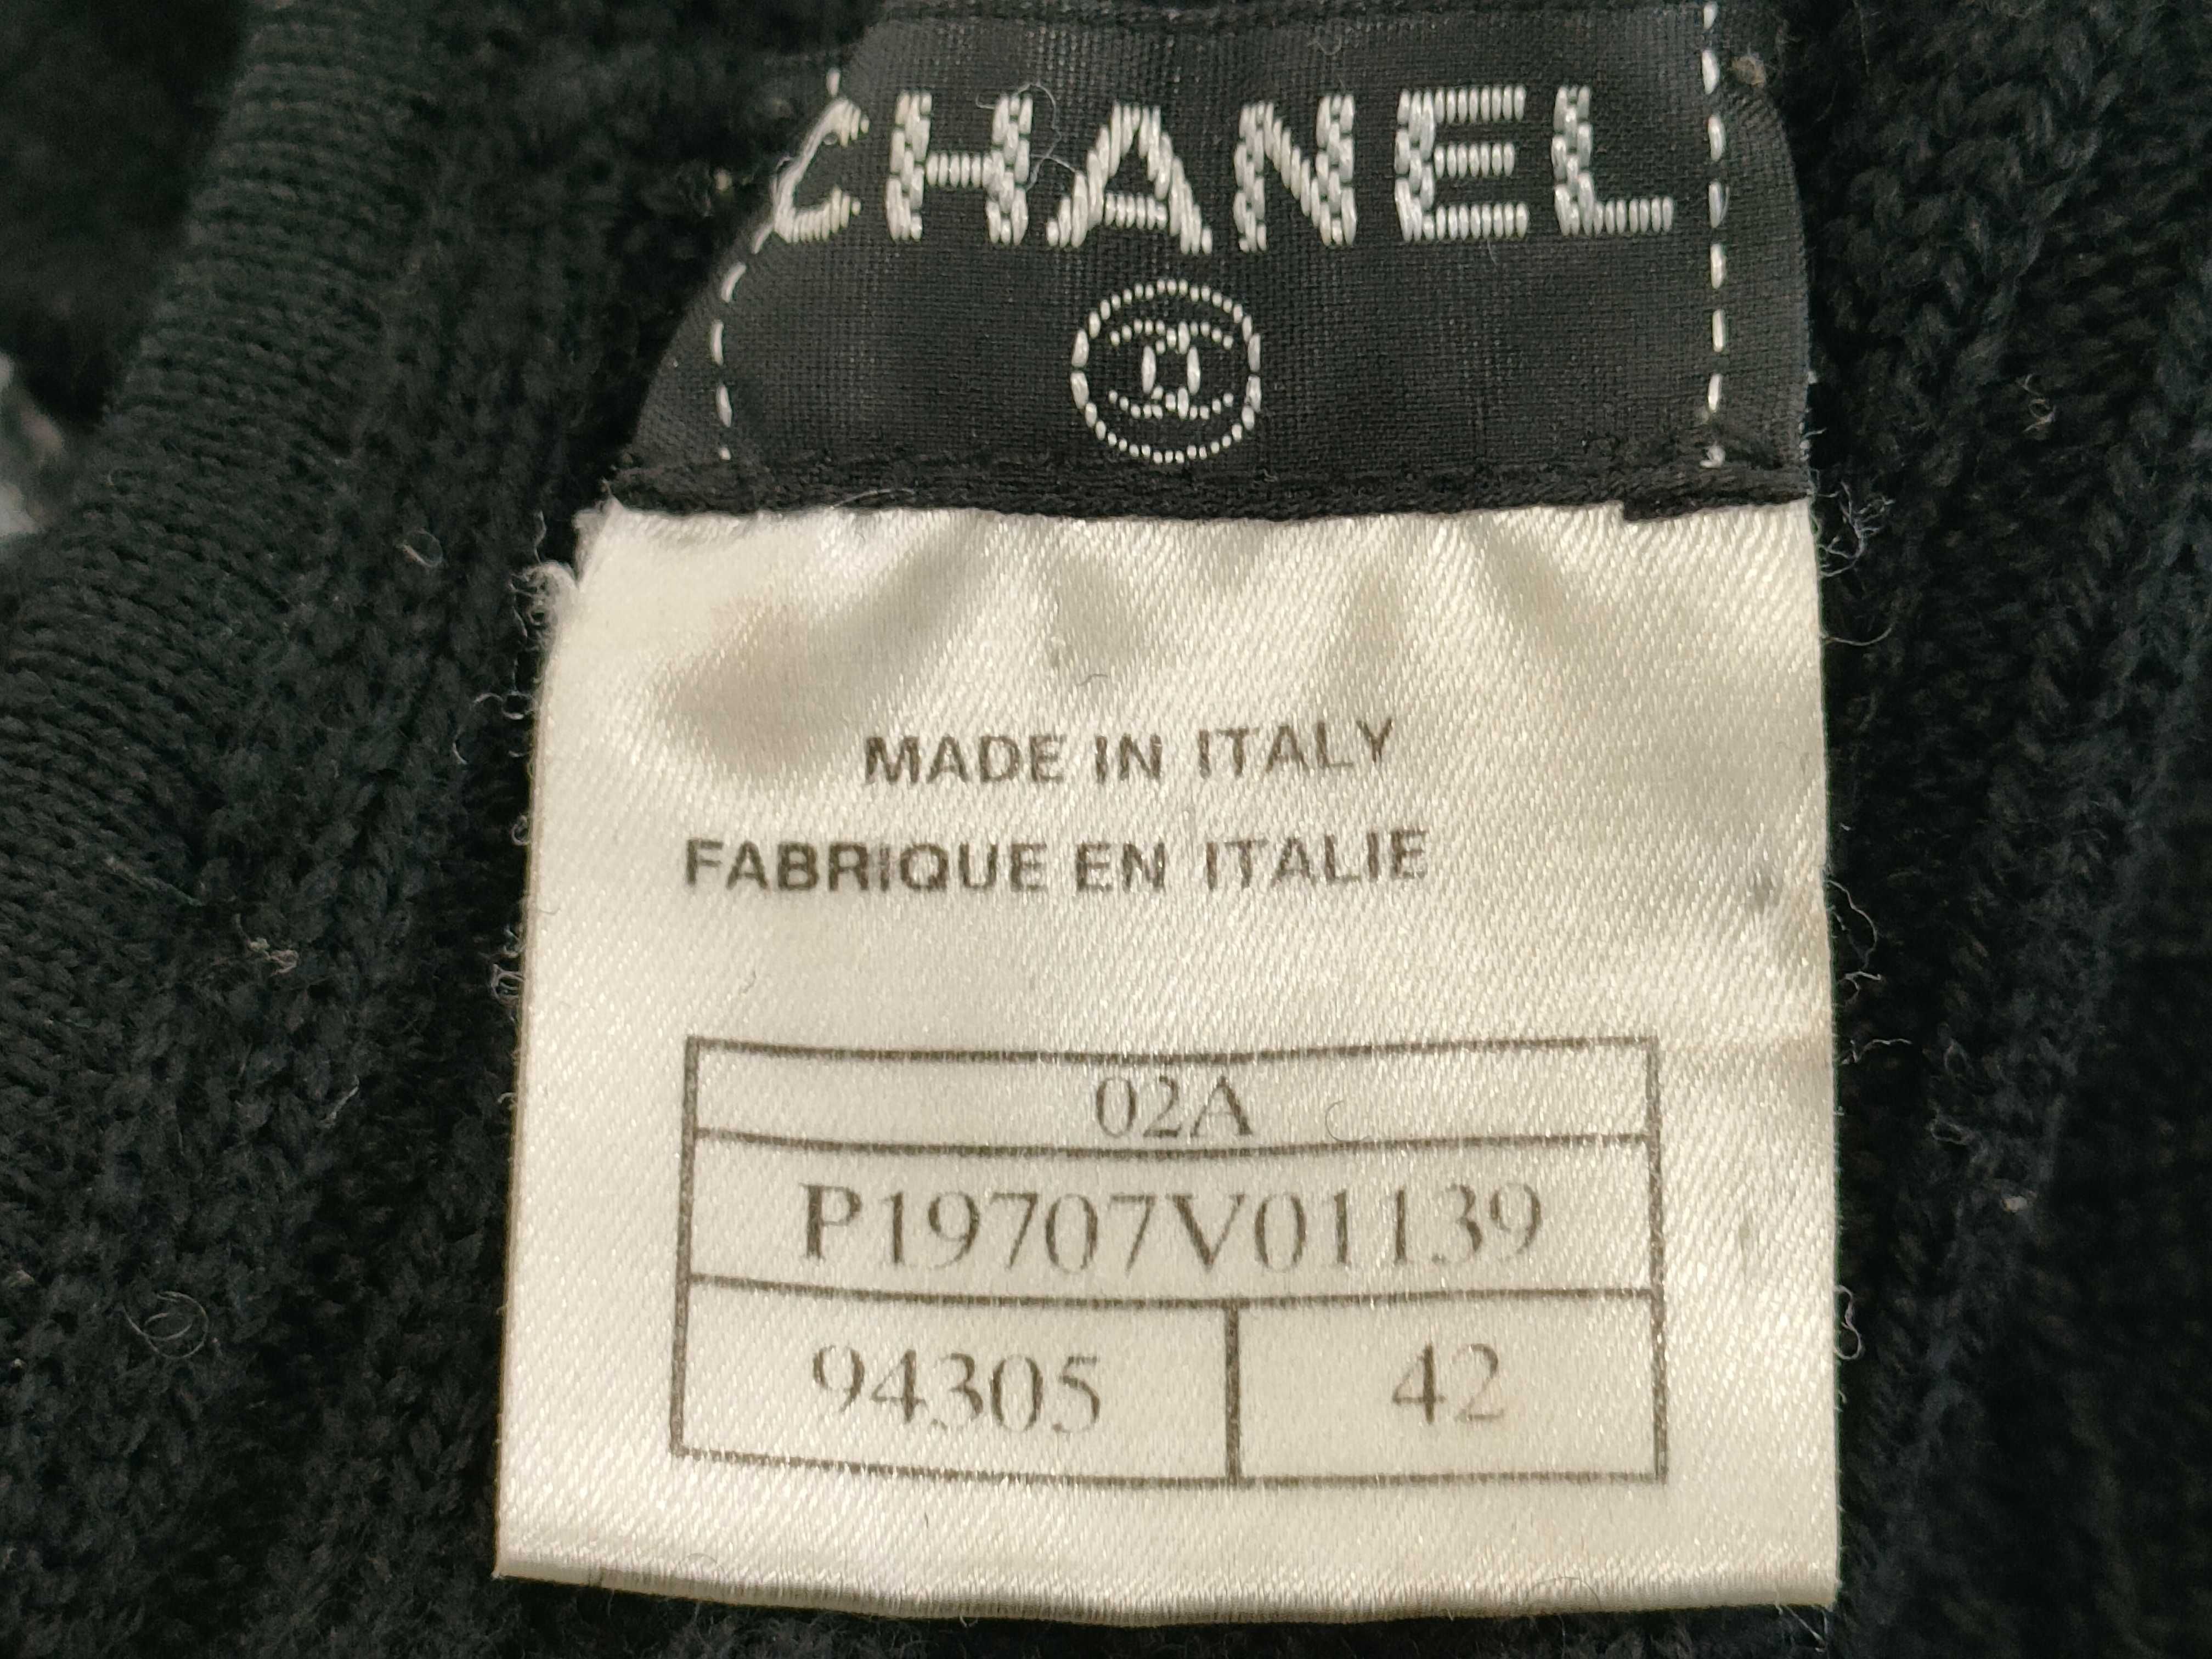 CHANEL
MADE IN ITALY
FABRIQUE EN ITALIE
02A
P19707V01139
94305 42